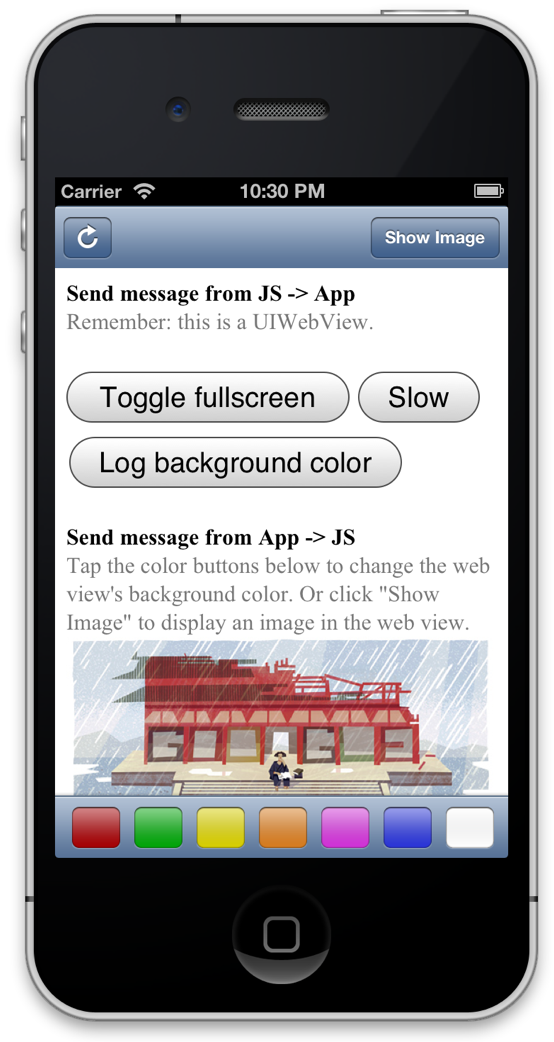 Carrier 10:30 PM
Show Image
Send message from JS -> App
Remember: this is a UIWebView.
Toggle fullscreen Slow
Log background color
Send message from App -> JS
Tap the color buttons below to change the web
view's background color. Or click "Show
Image" to display an image in the web view.